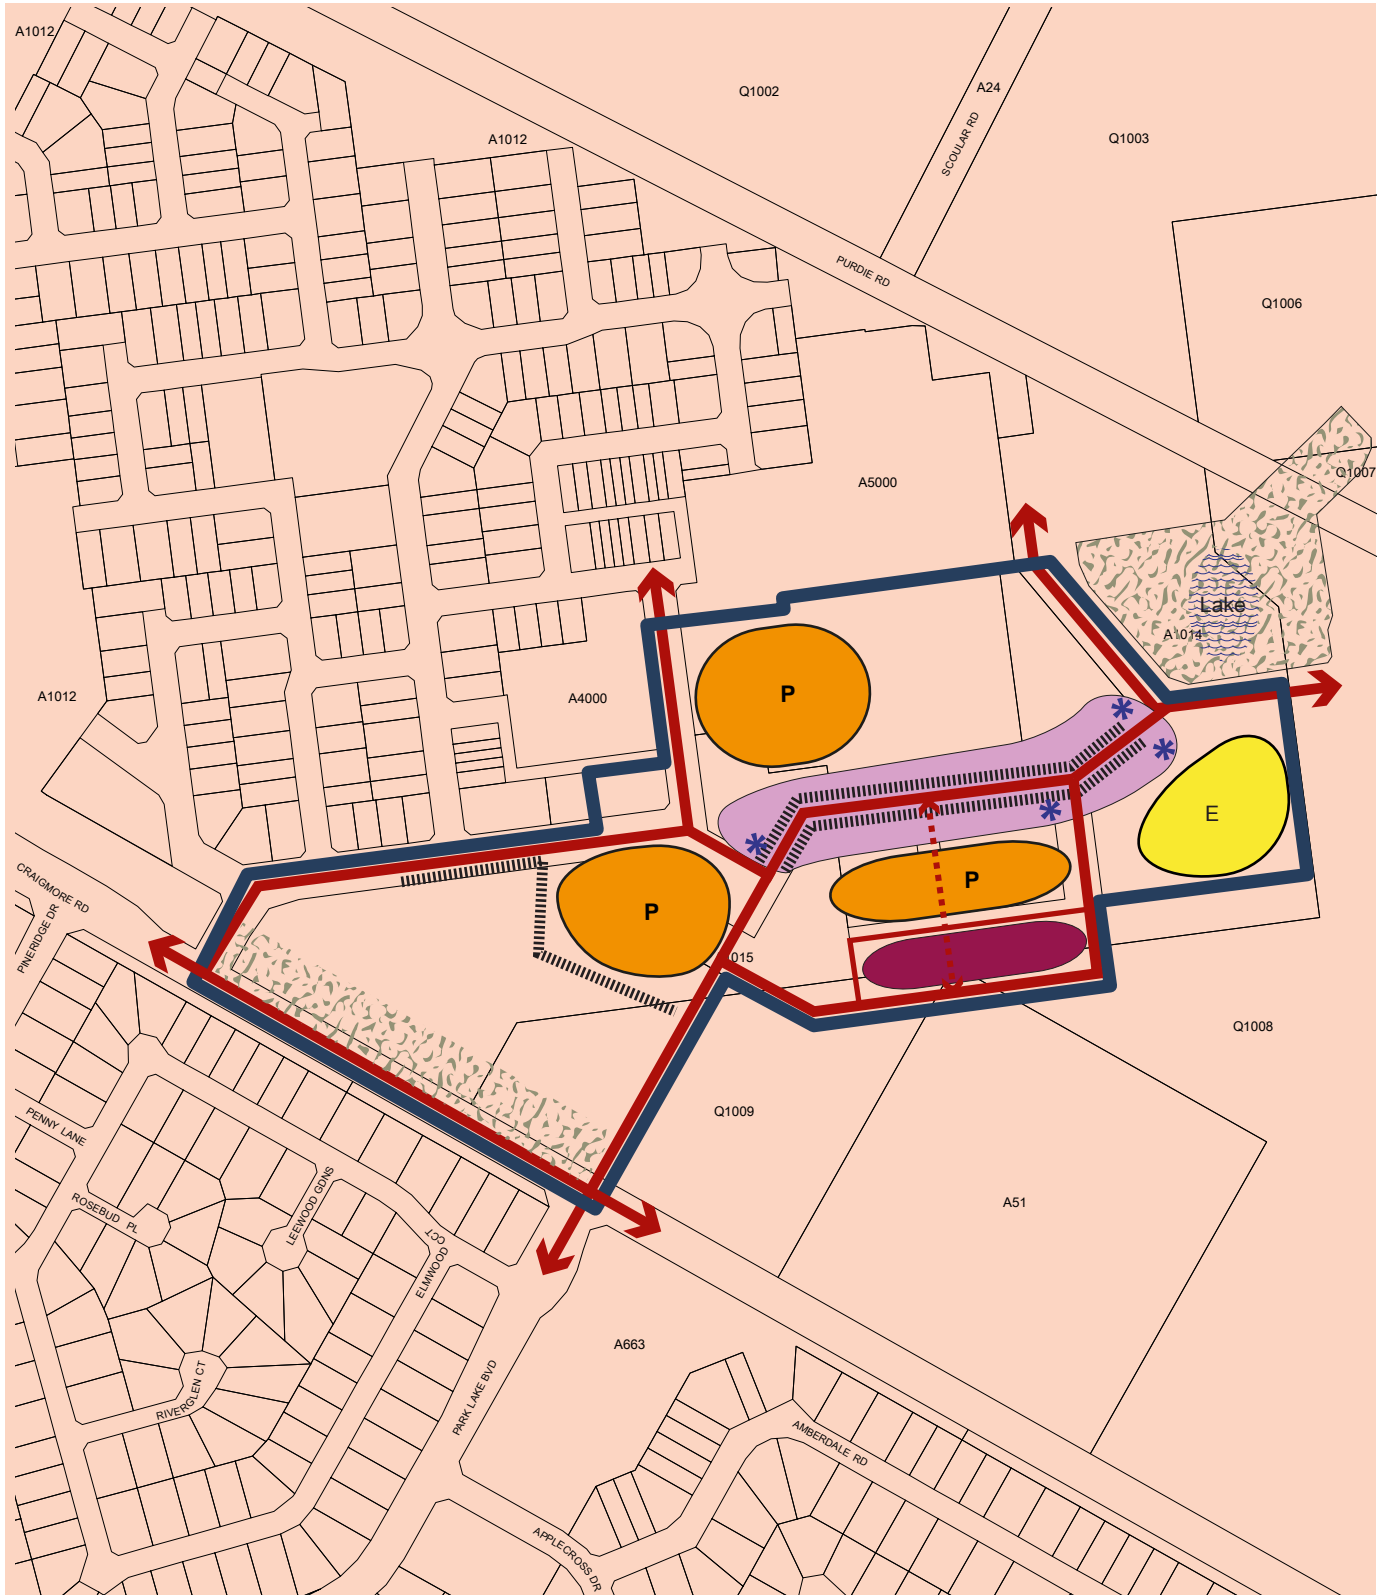 A1012
Q1002
A24
SCOULAR RD
Q1003
A1012
PURDIE RD
Q1006
Q1007
A5000
Lake
A1014
A1012
A4000
P
E
P
P
015
CRAIGMORE RD
PINERIDGE DR
Q1008
PENNY LANE
Q1009
ROSEBUD PL
LEEWOOD GDNS
A51
ELMWOOD CCT
A663
RIVERGLEN CT
PARK LAKE BVD
AMBERDALE RD
APPLECROSS DR